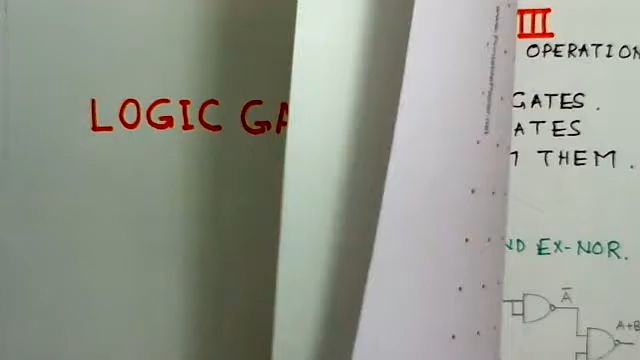 LOGIC GA
III
OPERATION
GATES.
ATES
THEM.
ND EX-NOR.
A̅
A+B